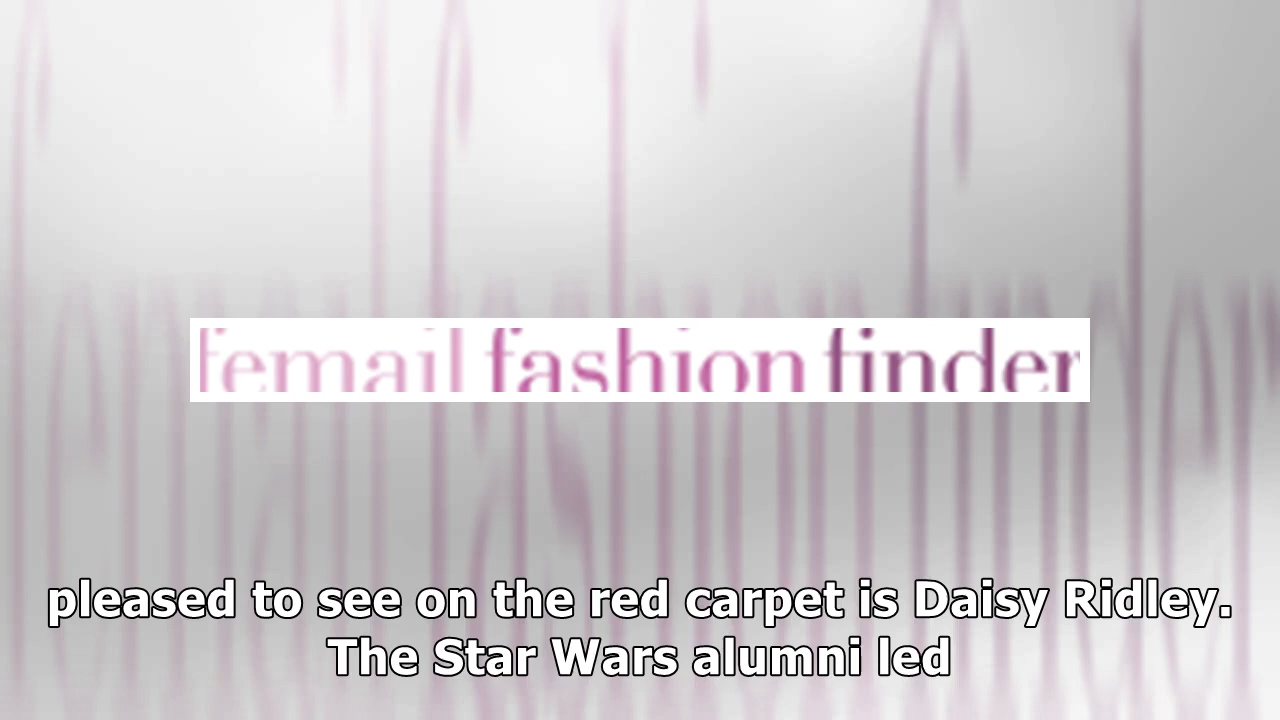 femail fashion finder
pleased to see on the red carpet is Daisy Ridley.
The Star Wars alumni led